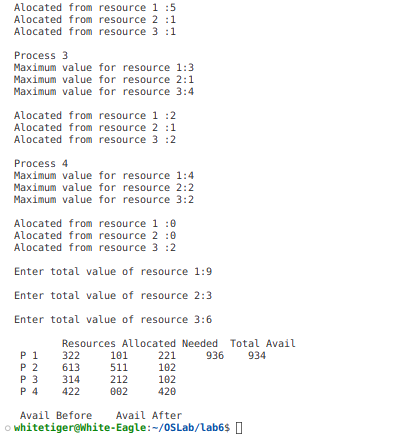 Alocated from resource 1 :5
Alocated from resource 2 :1
Alocated from resource 3 :1
Process 3
Maximum value for resource 1:3
Maximum value for resource 2:1
Maximum value for resource 3:4
Alocated from resource 1 :2
Alocated from resource 2 :1
Alocated from resource 3 :2
Process 4
Maximum value for resource 1:4
Maximum value for resource 2:2
Maximum value for resource 3:2
Alocated from resource 1 :0
Alocated from resource 2 :0
Alocated from resource 3 :2
Enter total value of resource 1:9
Enter total value of resource 2:3
Enter total value of resource 3:6
Resources Allocated Needed Total Avail
P 1 322 101 221 936 934
P 2 613 511 102
P 3 314 212 102
P 4 422 002 420
Avail Before Avail After
whitetiger@White-Eagle:~/OSLab/lab6$